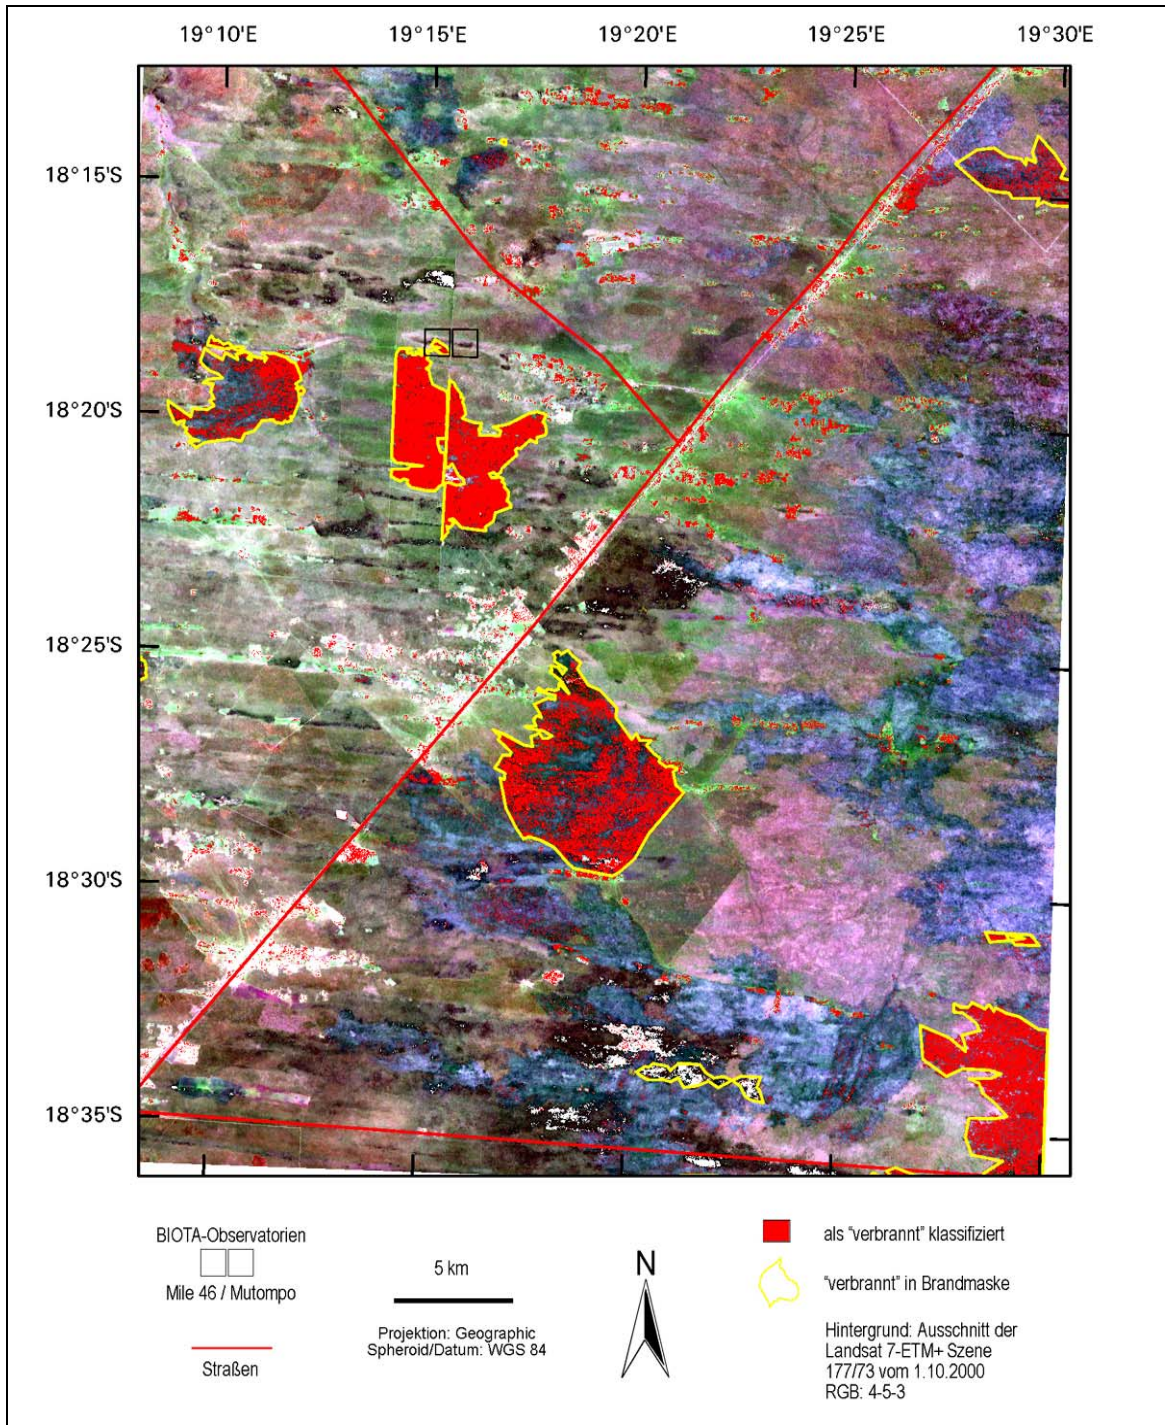 19°10'E 19°15'E 19°20'E 19°25'E 19°30'E
18°15'S
18°20'S
18°25'S
18°30'S
18°35'S
BIOTA-Observatorien
Mile 46 / Mutompo
Straßen
5 km
Projektion: Geographic
Spheroid/Datum: WGS 84
N
als "verbrannt" klassifiziert
"verbrannt" in Brandmaske
Hintergrund: Ausschnitt der
Landsat 7-ETM+ Szene
177/73 vom 1.10.2000
RGB: 4-5-3